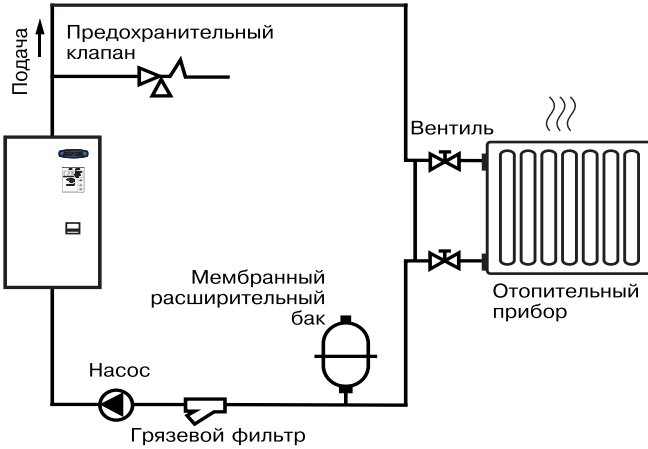 Подача
Предохранительный
клапан
Вентиль
Мембранный
расширительный
бак
Отопительный
прибор
Насос
Грязевой фильтр